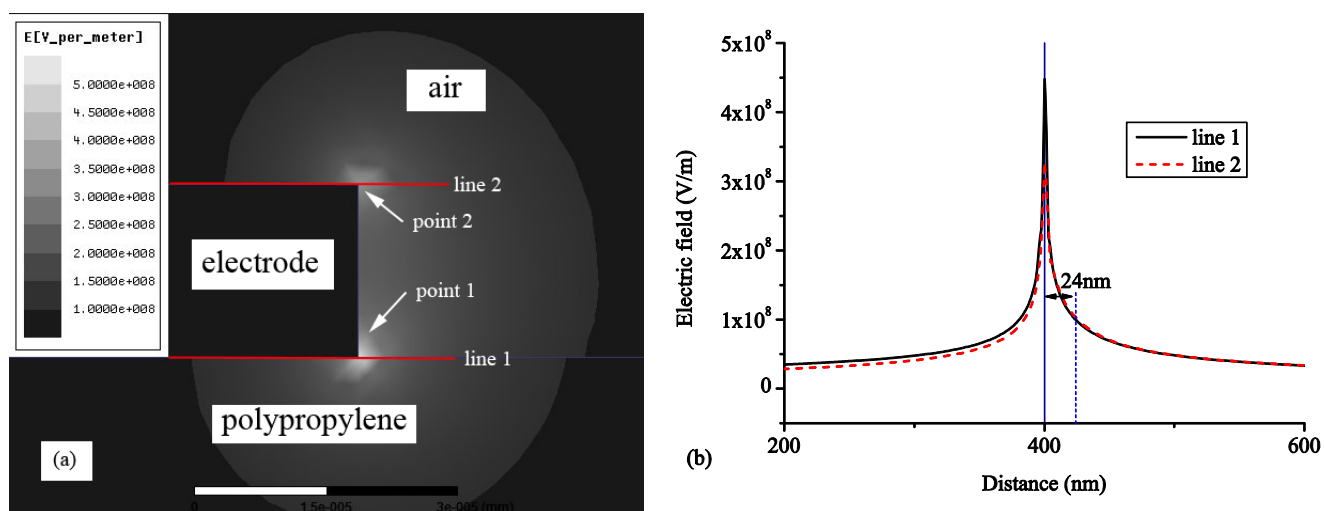 E[V_per_meter]
5.0000e+008
4.5000e+008
4.0000e+008
3.5000e+008
3.0000e+008
2.0000e+008
1.5000e+008
1.0000e+008
air
line 2
point 2
electrode
point 1
line 1
polypropylene
(a)
0 1.5e-005 3e-005 (mm)
5x10⁸
4x10⁸
3x10⁸
2x10⁸
1x10⁸
0
Electric field (V/m)
line 1
line 2
24nm
200 400 600
Distance (nm)
(b)